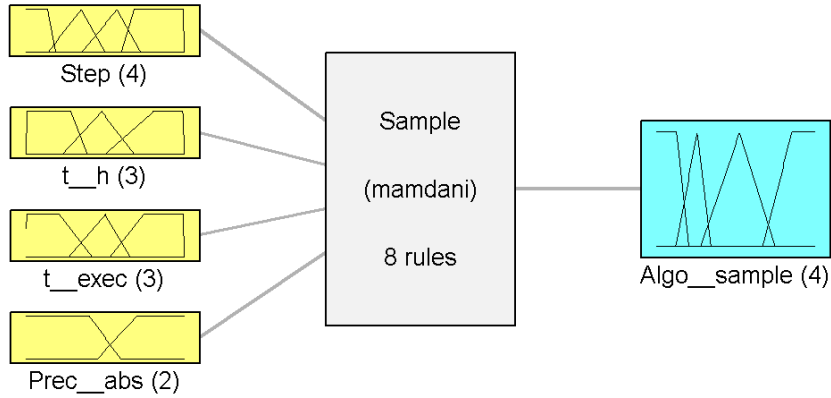 Step (4)
t__h (3)
t__exec (3)
Prec__abs (2)
Sample
(mamdani)
8 rules
Algo__sample (4)